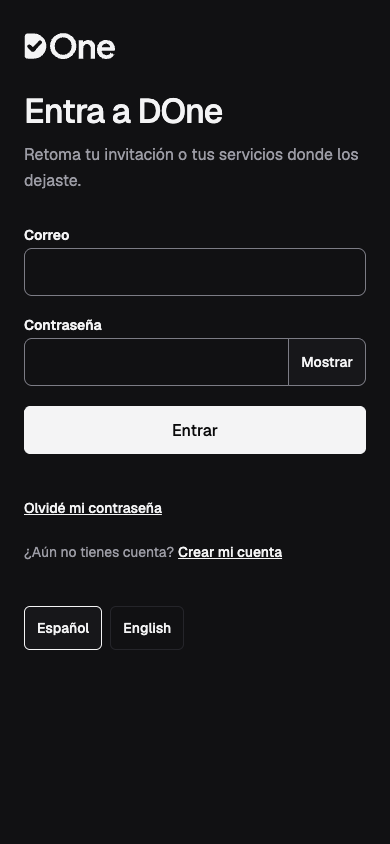 DOne
Entra a DOne
Retoma tu invitación o tus servicios donde los
dejaste.
Correo
Contraseña
Mostrar
Entrar
Olvidé mi contraseña
¿Aún no tienes cuenta? Crear mi cuenta
Español English